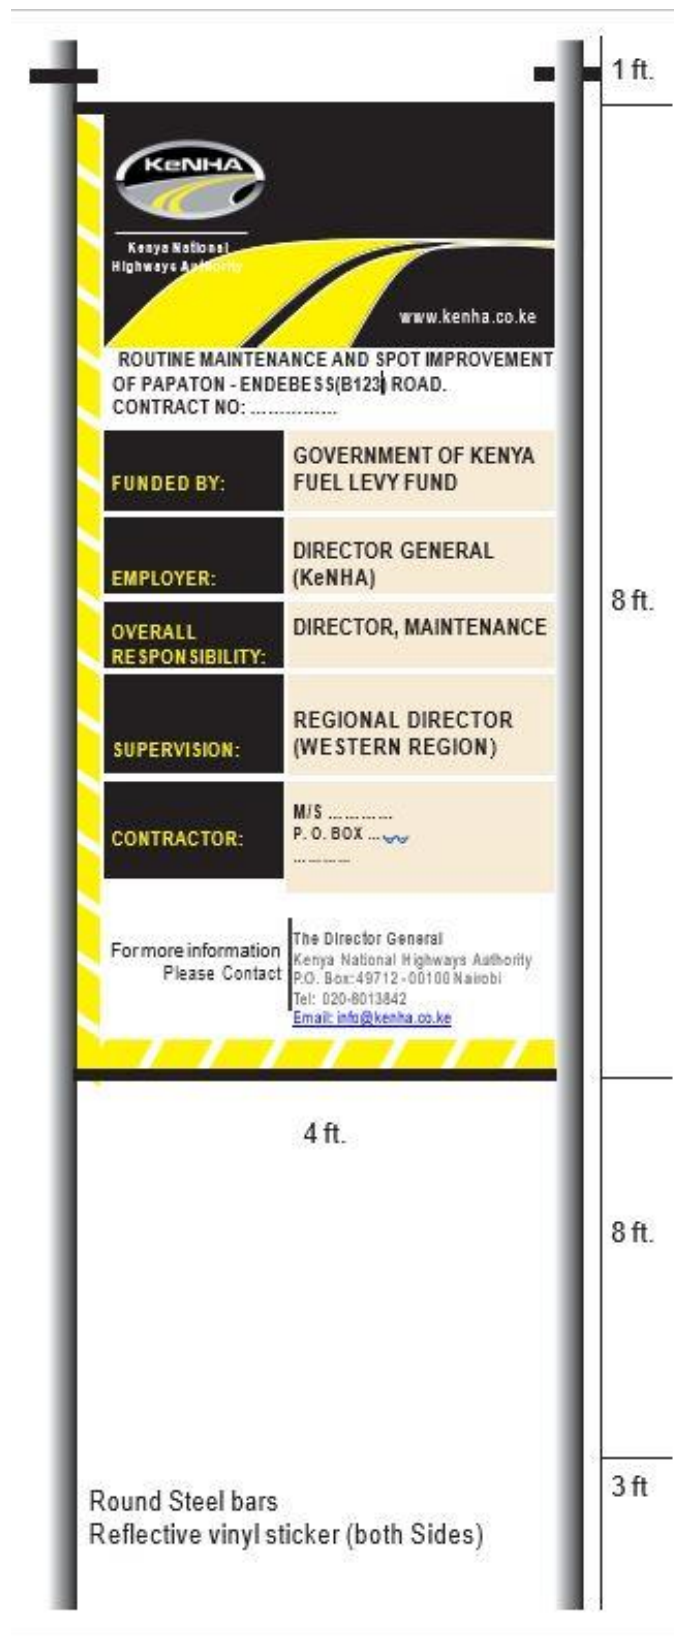 1 ft.
KeNHA
Kenya National
Highways Authority
www.kenha.co.ke
ROUTINE MAINTENANCE AND SPOT IMPROVEMENT
OF PAPATON - ENDEBESS(B123) ROAD.
CONTRACT NO: ...............
FUNDED BY:
GOVERNMENT OF KENYA
FUEL LEVY FUND
EMPLOYER:
DIRECTOR GENERAL
(KeNHA)
8 ft.
OVERALL
RESPONSIBILITY:
DIRECTOR, MAINTENANCE
SUPERVISION:
REGIONAL DIRECTOR
(WESTERN REGION)
CONTRACTOR:
M/S ............
P. O. BOX ...
............
For more information
Please Contact
The Director General
Kenya National Highways Authority
P.O. Box: 49712 - 00100 Nairobi
Tel: 020-8013842
Email: info@kenha.co.ke
4 ft.
8 ft.
3 ft
Round Steel bars
Reflective vinyl sticker (both Sides)